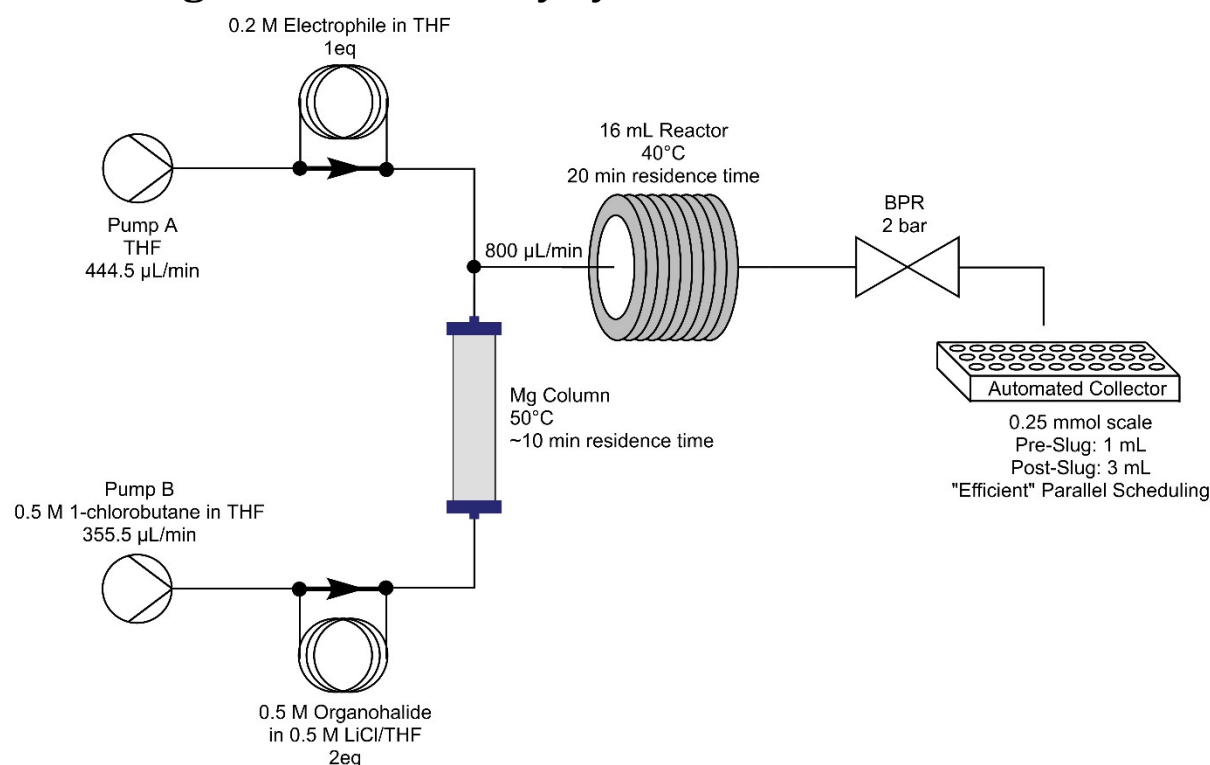 0.2 M Electrophile in THF
1eq
16 mL Reactor
40°C
20 min residence time
Pump A
THF
444.5 µL/min
800 µL/min
BPR
2 bar
Mg Column
50°C
~10 min residence time
Automated Collector
0.25 mmol scale
Pre-Slug: 1 mL
Post-Slug: 3 mL
"Efficient" Parallel Scheduling
Pump B
0.5 M 1-chlorobutane in THF
355.5 µL/min
0.5 M Organohalide
in 0.5 M LiCl/THF
2eq